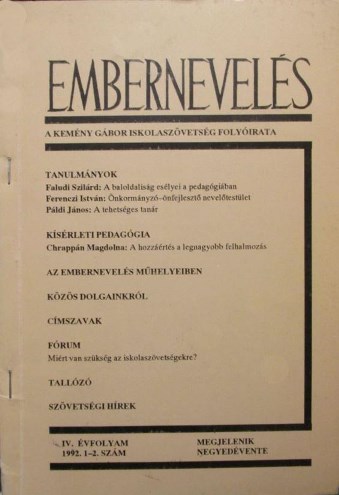 EMBERNEVELÉS
A KEMÉNY GÁBOR ISKOLASZÖVETSÉG FOLYÓIRATA
TANULMÁNYOK
Faludi Szilárd: A baloldaliság esélyei a pedagógiában
Ferenczi István: Önkormányzó-önfejlesztő nevelőtestület
Páldi János: A tehetséges tanár
KÍSÉRLETI PEDAGÓGIA
Chrappán Magdolna: A hozzáértés a legnagyobb felhalmozás
AZ EMBERNEVELÉS MŰHELYEIBEN
KÖZÖS DOLGAINKRÓL
CÍMSZAVAK
FÓRUM
Miért van szükség az iskolaszövetségekre?
TALLÓZÓ
SZÖVETSÉGI HÍREK
IV. ÉVFOLYAM
1992. 1-2. SZÁM
MEGJELENIK
NEGYEDÉVENTE